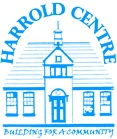 HARROLD CENTRE
BUILDING FOR A COMMUNITY